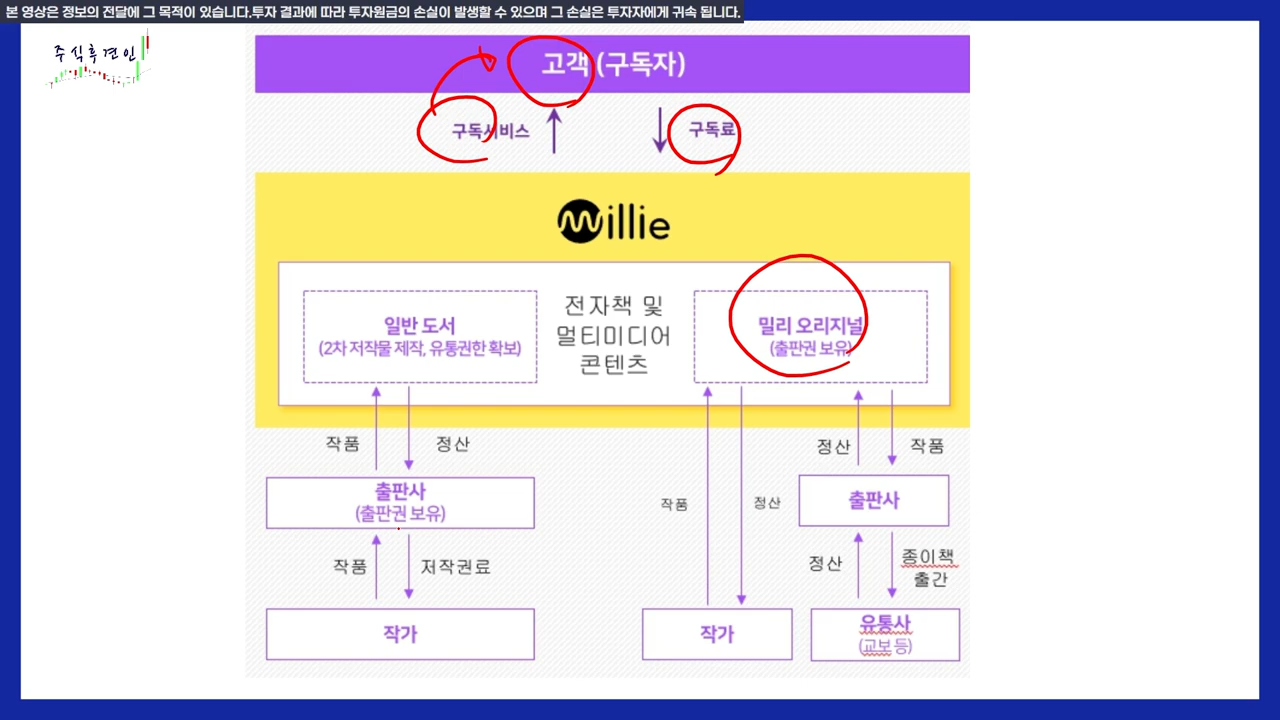 본 영상은 정보의 전달에 그 목적이 있습니다.투자 결과에 따라 투자원금의 손실이 발생할 수 있으며 그 손실은 투자자에게 귀속 됩니다.
주식후견인
고객 (구독자)
구독서비스
구독료
millie
일반 도서
(2차 저작물 제작, 유통권한 확보)
전자책 및
멀티미디어
콘텐츠
밀리 오리지널
(출판권 보유)
작품
정산
정산
작품
출판사
(출판권 보유)
작품
정산
출판사
작품
저작권료
정산
종이책
출간
작가
작가
유통사
(교보 등)